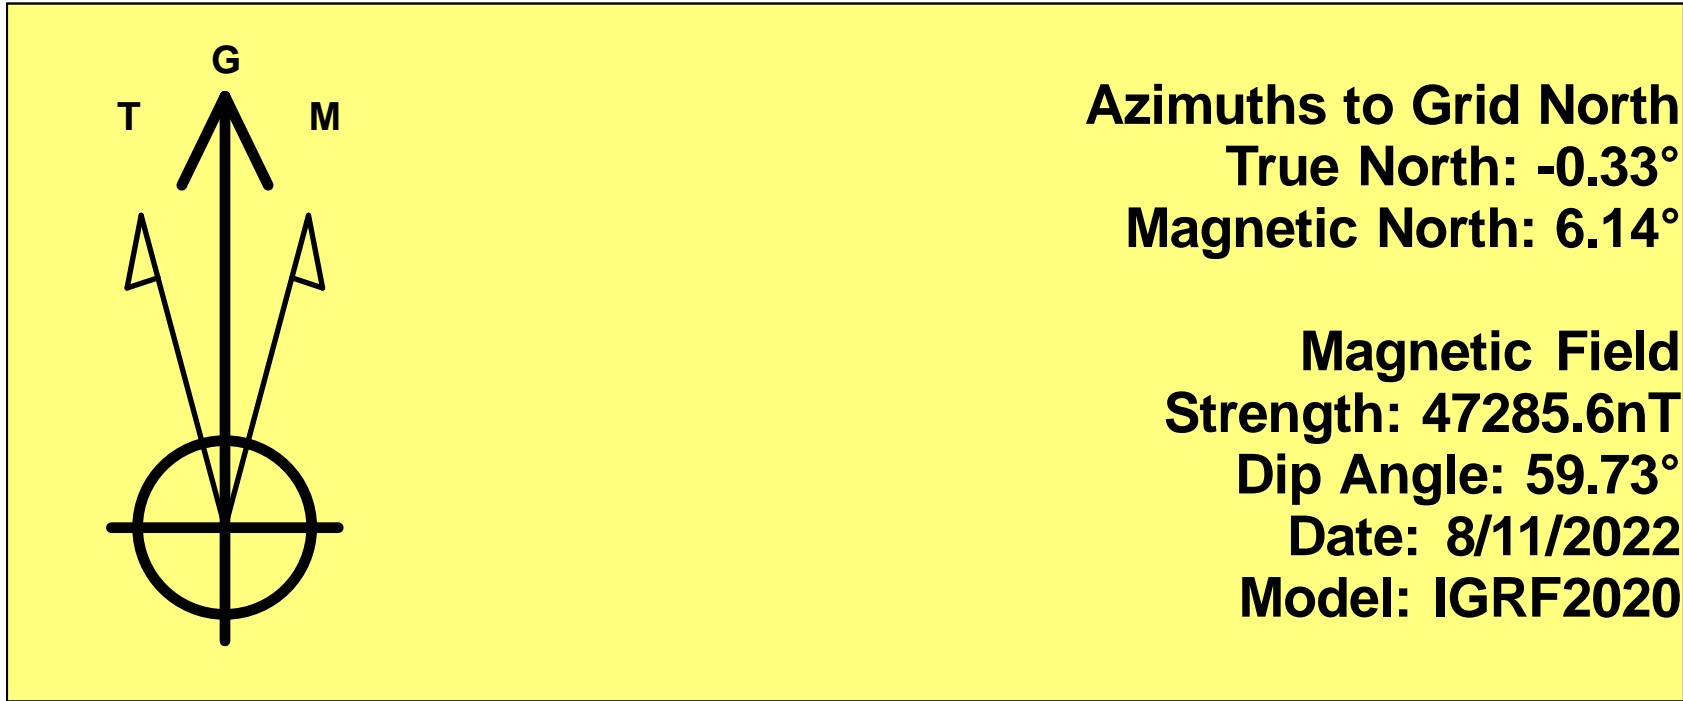 G
T M
Azimuths to Grid North
True North: -0.33°
Magnetic North: 6.14°
Magnetic Field
Strength: 47285.6nT
Dip Angle: 59.73°
Date: 8/11/2022
Model: IGRF2020